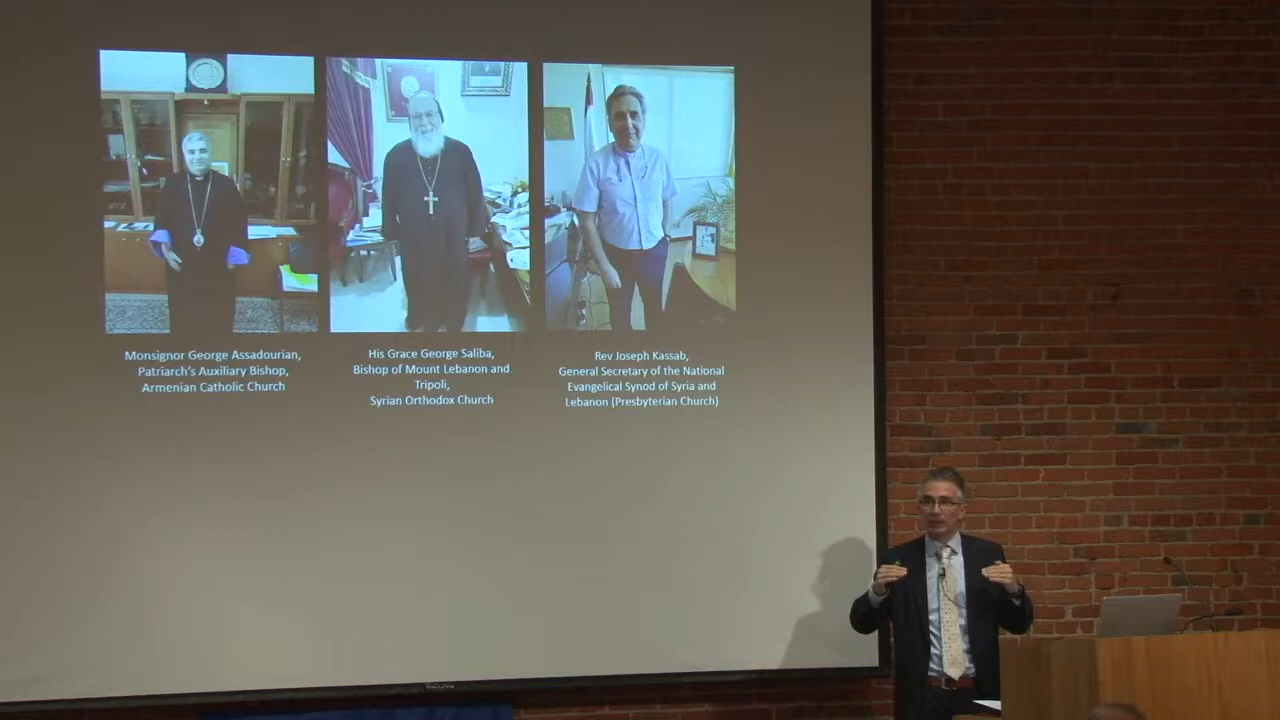 Monsignor George Assadourian,
Patriarch's Auxiliary Bishop,
Armenian Catholic Church
His Grace George Saliba,
Bishop of Mount Lebanon and
Tripoli,
Syrian Orthodox Church
Rev Joseph Kassab,
General Secretary of the National
Evangelical Synod of Syria and
Lebanon (Presbyterian Church)